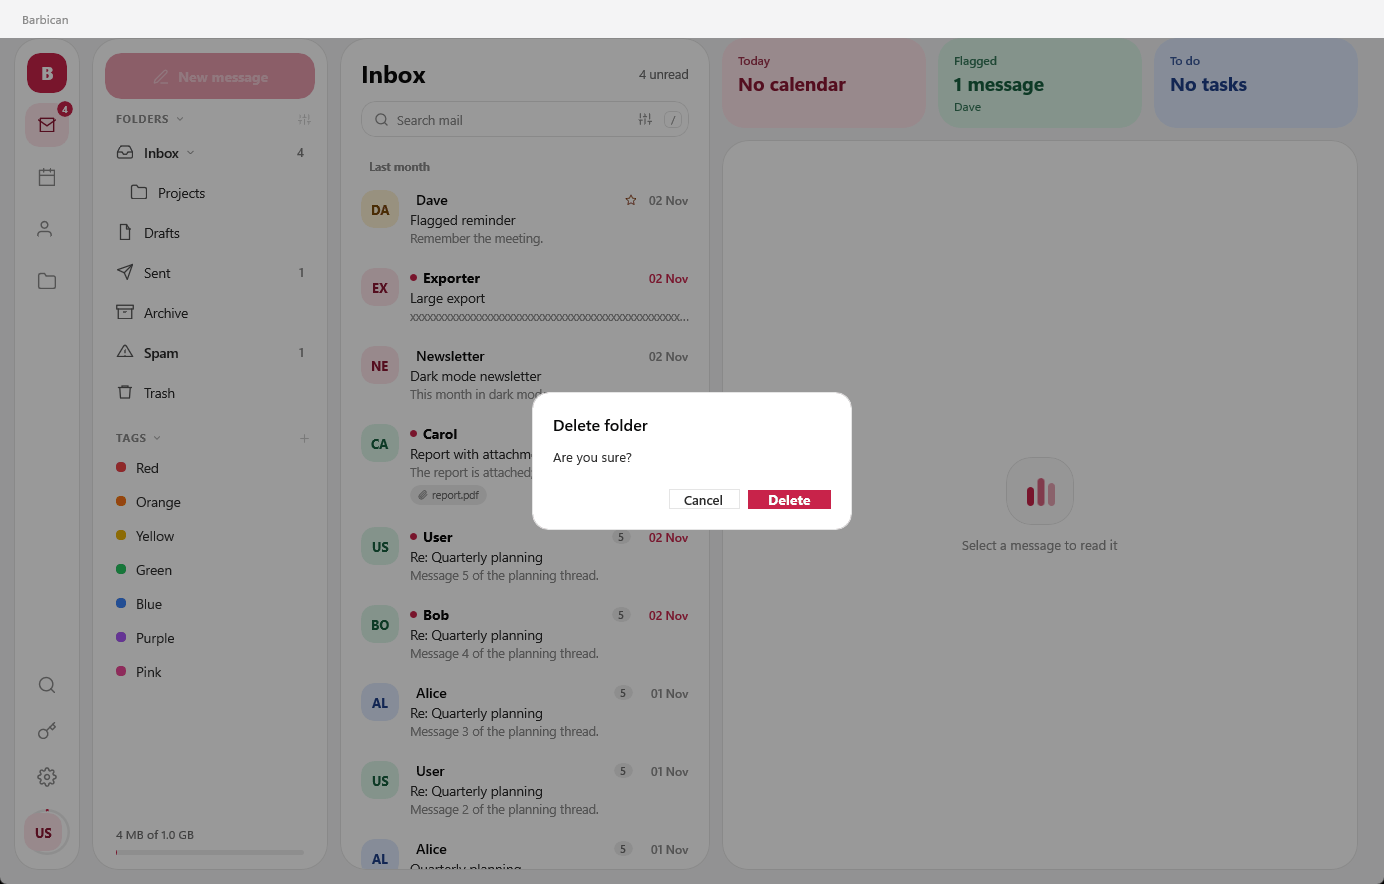 Barbican
B
4
New message
FOLDERS
Inbox 4
Projects
Drafts
Sent 1
Archive
Spam 1
Trash
TAGS
Red
Orange
Yellow
Green
Blue
Purple
Pink
US
4 MB of 1.0 GB
Inbox
4 unread
Search mail /
Last month
DA
Dave 02 Nov
Flagged reminder
Remember the meeting.
EX
Exporter 02 Nov
Large export
NE
Newsletter 02 Nov
Dark mode newsletter
This month in dark mod
CA
Carol
Report with attachm
The report is attached
report.pdf
US
User 5 02 Nov
Re: Quarterly planning
Message 5 of the planning thread.
BO
Bob 5 02 Nov
Re: Quarterly planning
Message 4 of the planning thread.
AL
Alice 5 01 Nov
Re: Quarterly planning
Message 3 of the planning thread.
US
User 5 01 Nov
Re: Quarterly planning
Message 2 of the planning thread.
AL
Alice 5 01 Nov
Quarterly planning
Today
No calendar
Flagged
1 message
Dave
To do
No tasks
Delete folder
Are you sure?
Cancel
Delete
Select a message to read it